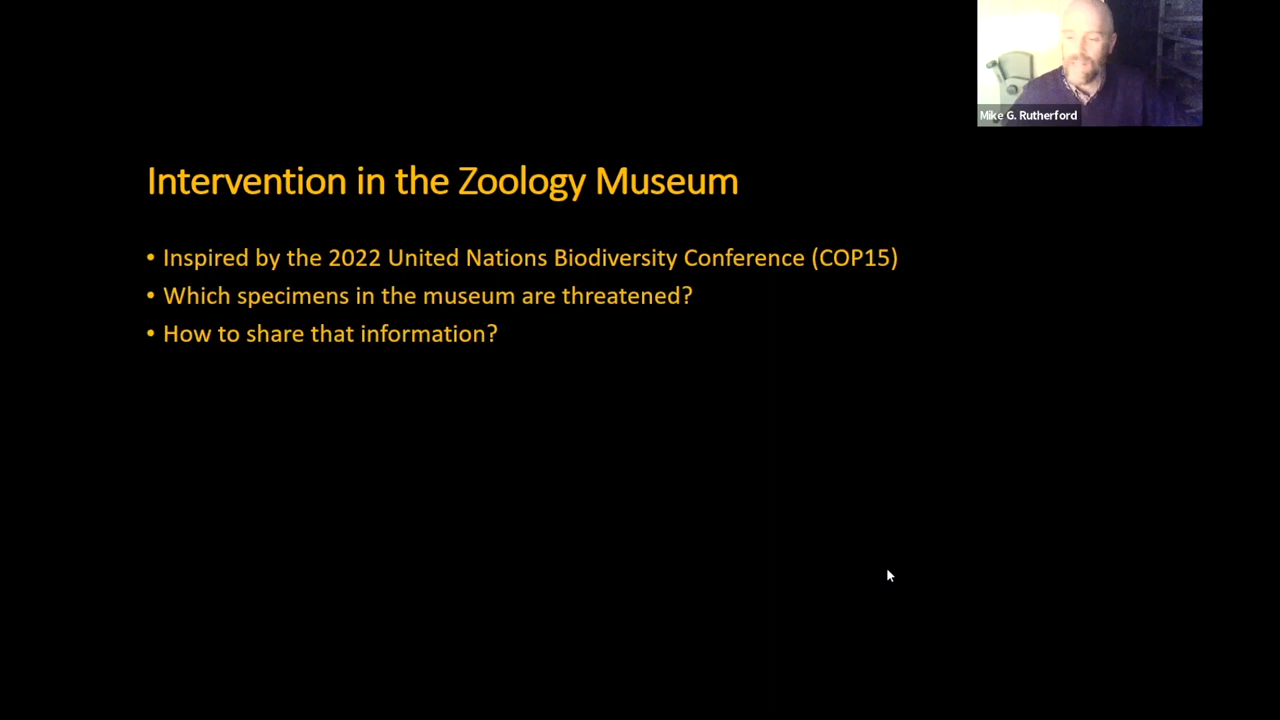 Mike G. Rutherford
Intervention in the Zoology Museum
• Inspired by the 2022 United Nations Biodiversity Conference (COP15)
• Which specimens in the museum are threatened?
• How to share that information?